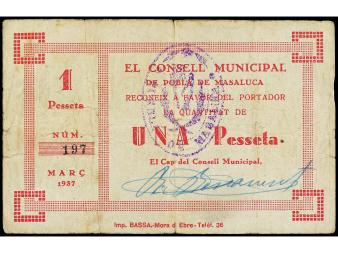 1
Pesseta
NÚM.
197
MARÇ
1937
EL CONSELL MUNICIPAL
DE POBLA DE MASALUCA
RECONEIX A FAVOR DEL PORTADOR
LA QUANTITAT DE
UNA Pesseta
El Cap del Consell Municipal,
Imp. BASSA.-Mora d'Ebre-Telèf. 36